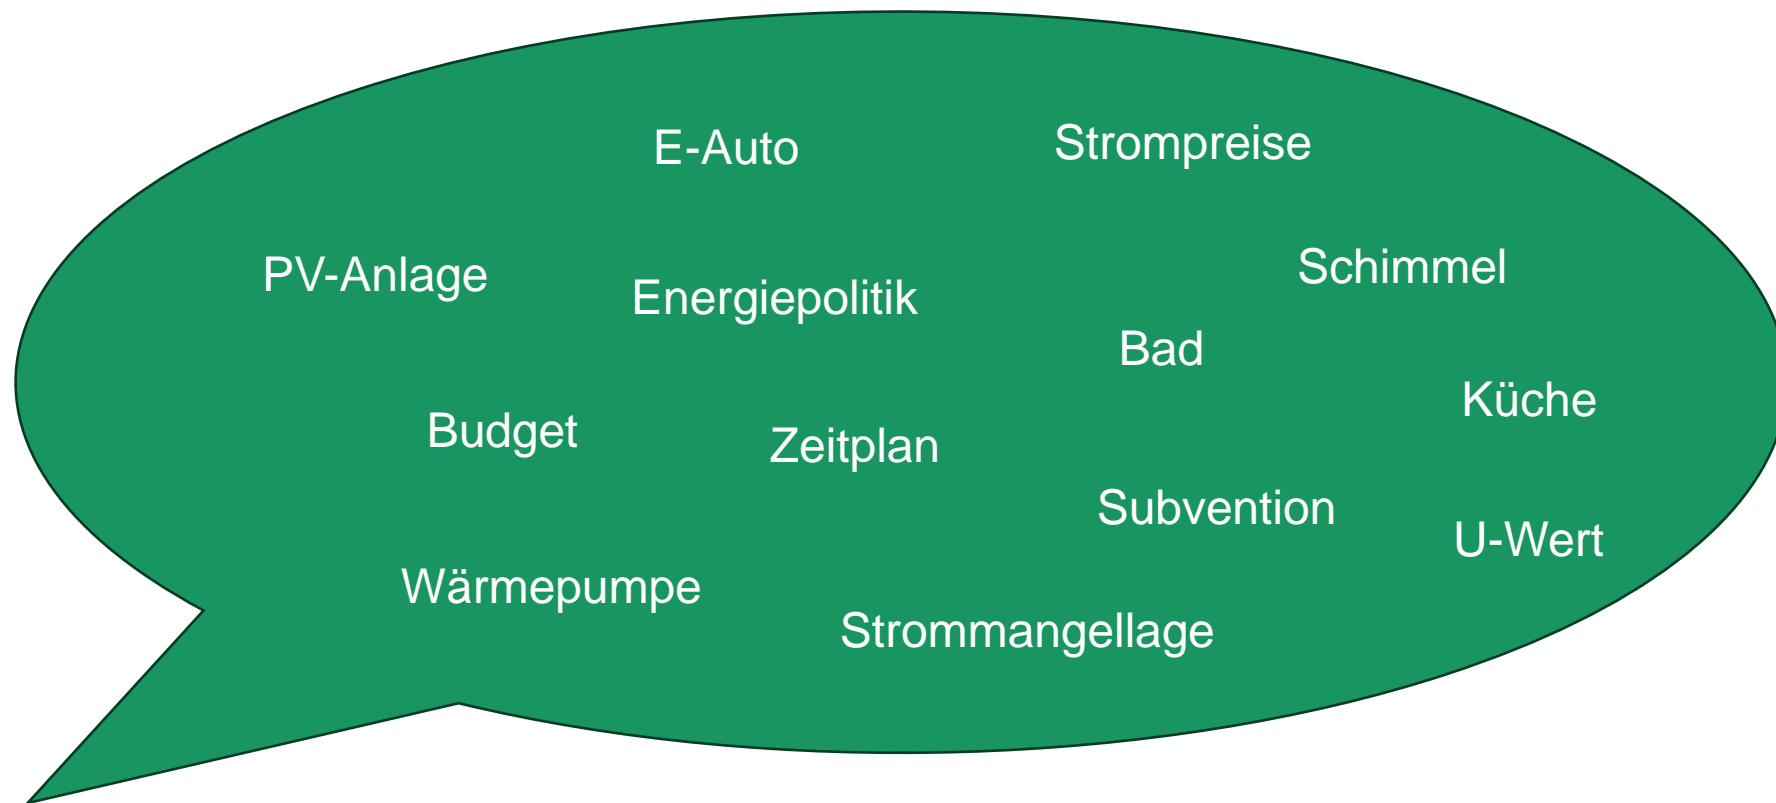 E-Auto
Strompreise
PV-Anlage
Energiepolitik
Schimmel
Bad
Küche
Budget
Zeitplan
Subvention
U-Wert
Wärmepumpe
Strommangellage